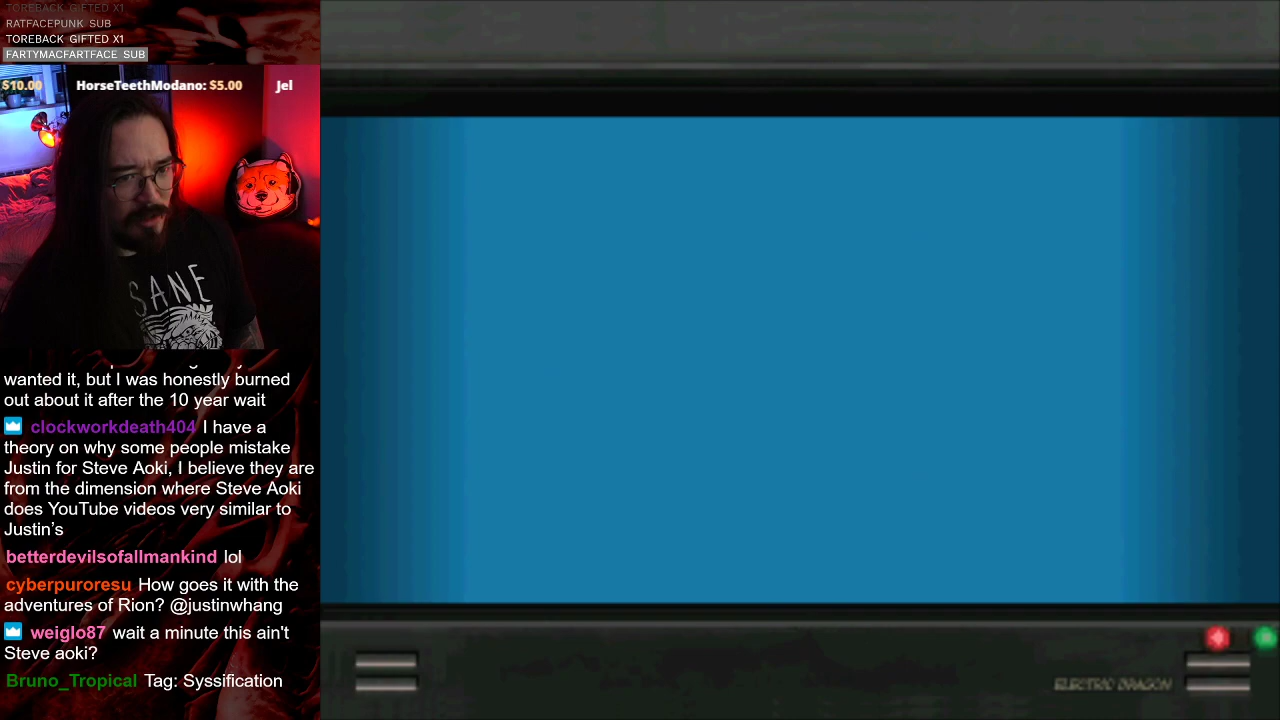 TOREBACK GIFTED X1
RATFACEPUNK SUB
TOREBACK GIFTED X1
FARTYMACFARTFACE SUB
$10.00 HorseTeethModano: $5.00 Jel
SANE
wanted it, but I was honestly burned
out about it after the 10 year wait
clockworkdeath404 I have a
theory on why some people mistake
Justin for Steve Aoki, I believe they are
from the dimension where Steve Aoki
does YouTube videos very similar to
Justin's
betterdevilsofallmankind lol
cyberpuroresu How goes it with the
adventures of Rion? @justinwhang
weiglo87 wait a minute this ain't
Steve aoki?
Bruno_Tropical Tag: Syssification
ELECTRIC DRAGON